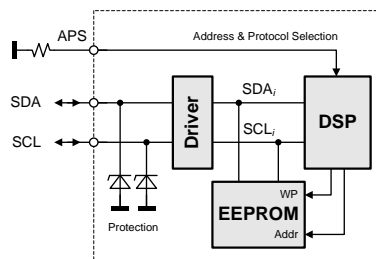 APS
Address & Protocol Selection
SDA
SDAi
SCL
SCLi
Driver
DSP
Protection
WP
EEPROM
Addr